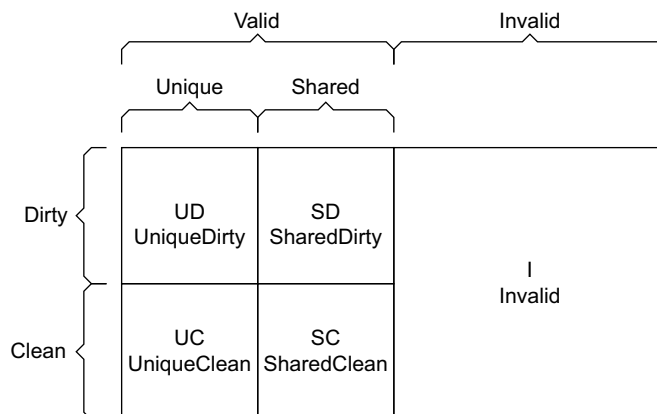 Valid
Invalid
Unique
Shared
Dirty
UD
UniqueDirty
SD
SharedDirty
I
Invalid
Clean
UC
UniqueClean
SC
SharedClean